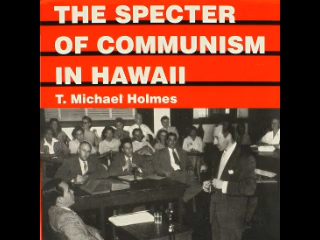 THE SPECTER
OF COMMUNISM
IN HAWAII
T. Michael Holmes